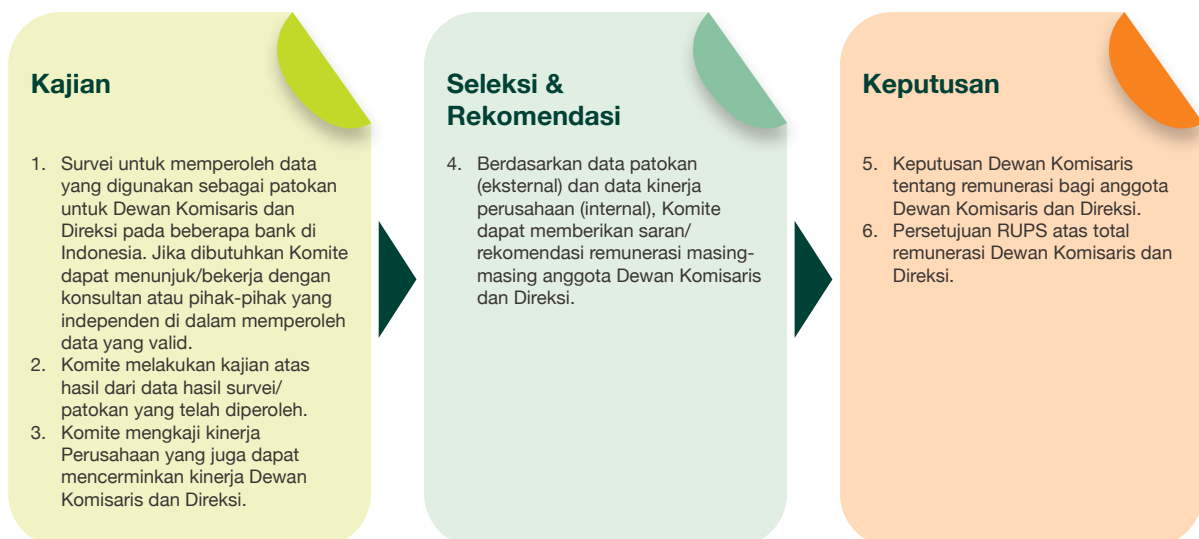 Kajian
1. Survei untuk memperoleh data
yang digunakan sebagai patokan
untuk Dewan Komisaris dan
Direksi pada beberapa bank di
Indonesia. Jika dibutuhkan Komite
dapat menunjuk/bekerja dengan
konsultan atau pihak-pihak yang
independen di dalam memperoleh
data yang valid.
2. Komite melakukan kajian atas
hasil dari data hasil survei/
patokan yang telah diperoleh.
3. Komite mengkaji kinerja
Perusahaan yang juga dapat
mencerminkan kinerja Dewan
Komisaris dan Direksi.
Seleksi &
Rekomendasi
4. Berdasarkan data patokan
(eksternal) dan data kinerja
perusahaan (internal), Komite
dapat memberikan saran/
rekomendasi remunerasi masing-
masing anggota Dewan Komisaris
dan Direksi.
Keputusan
5. Keputusan Dewan Komisaris
tentang remunerasi bagi anggota
Dewan Komisaris dan Direksi.
6. Persetujuan RUPS atas total
remunerasi Dewan Komisaris dan
Direksi.